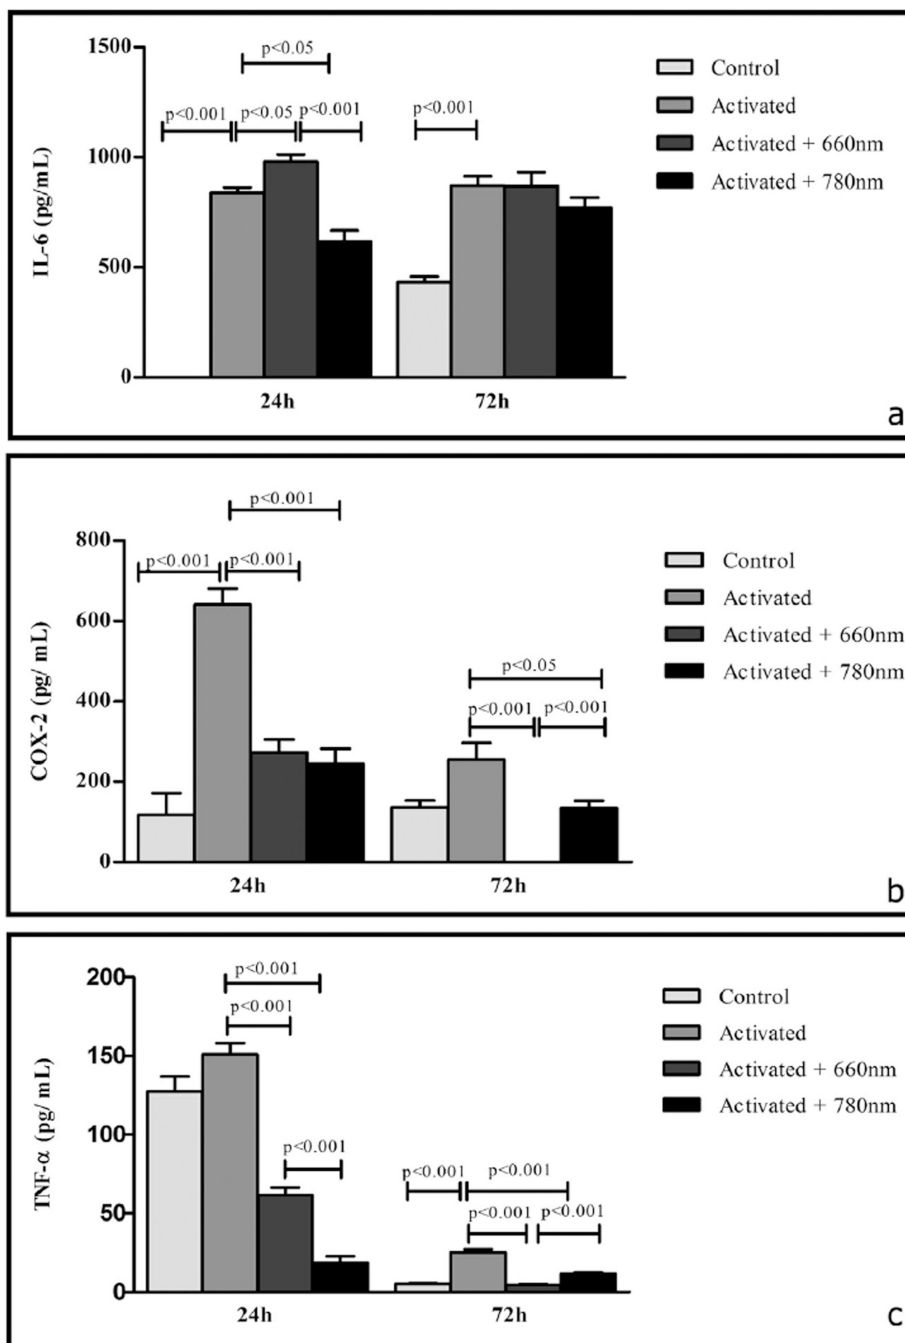 1500
p<0.05
Control
p<0.001
p<0.05
p<0.001
p<0.001
Activated
1000
Activated + 660nm
Activated + 780nm
IL-6 (pg/mL)
500
0
24h
72h
a
p<0.001
800
p<0.001
p<0.001
Control
Activated
600
Activated + 660nm
p<0.05
Activated + 780nm
COX-2 (pg/ mL)
400
p<0.001
p<0.001
200
0
24h
72h
b
200
p<0.001
Control
p<0.001
Activated
150
Activated + 660nm
Activated + 780nm
TNF-α (pg/ mL)
100
p<0.001
p<0.001
p<0.001
50
p<0.001
p<0.001
0
24h
72h
c